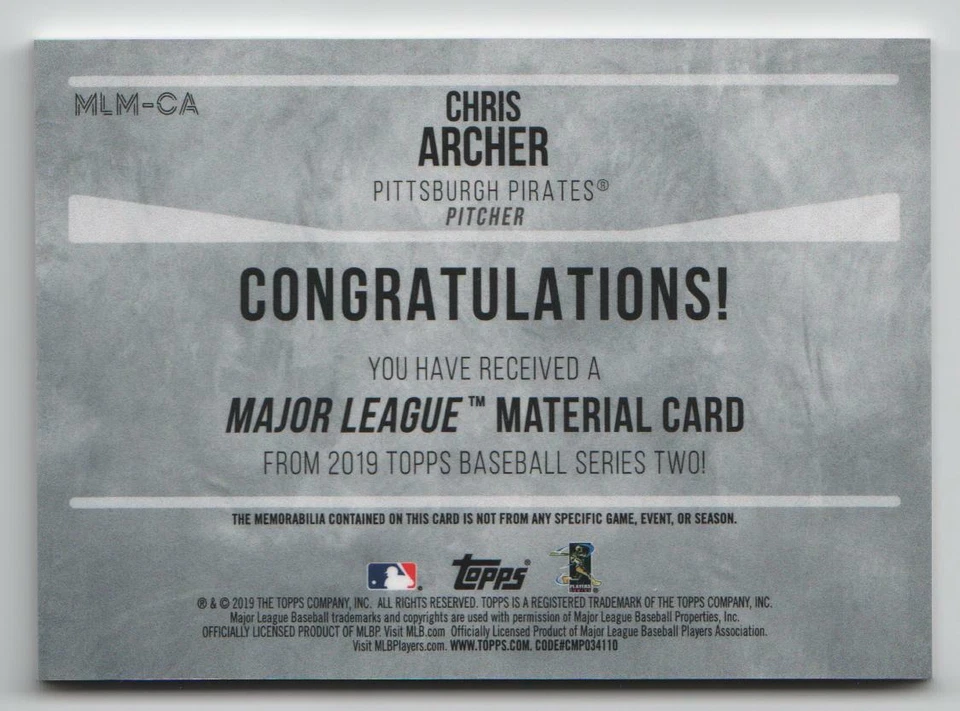 MLM-CA
CHRIS
ARCHER
PITTSBURGH PIRATES®
PITCHER
CONGRATULATIONS!
YOU HAVE RECEIVED A
MAJOR LEAGUE™ MATERIAL CARD
FROM 2019 TOPPS BASEBALL SERIES TWO!
THE MEMORABILIA CONTAINED ON THIS CARD IS NOT FROM ANY SPECIFIC GAME, EVENT, OR SEASON.
Topps®
PLAYERS
® & © 2019 THE TOPPS COMPANY, INC. ALL RIGHTS RESERVED. TOPPS IS A REGISTERED TRADEMARK OF THE TOPPS COMPANY, INC.
Major League Baseball trademarks and copyrights are used with permission of Major League Baseball Properties, Inc.
OFFICIALLY LICENSED PRODUCT OF MLBP. Visit MLB.com Officially Licensed Product of Major League Baseball Players Association.
Visit MLBPlayers.com. WWW.TOPPS.COM. CODE#CMP034110